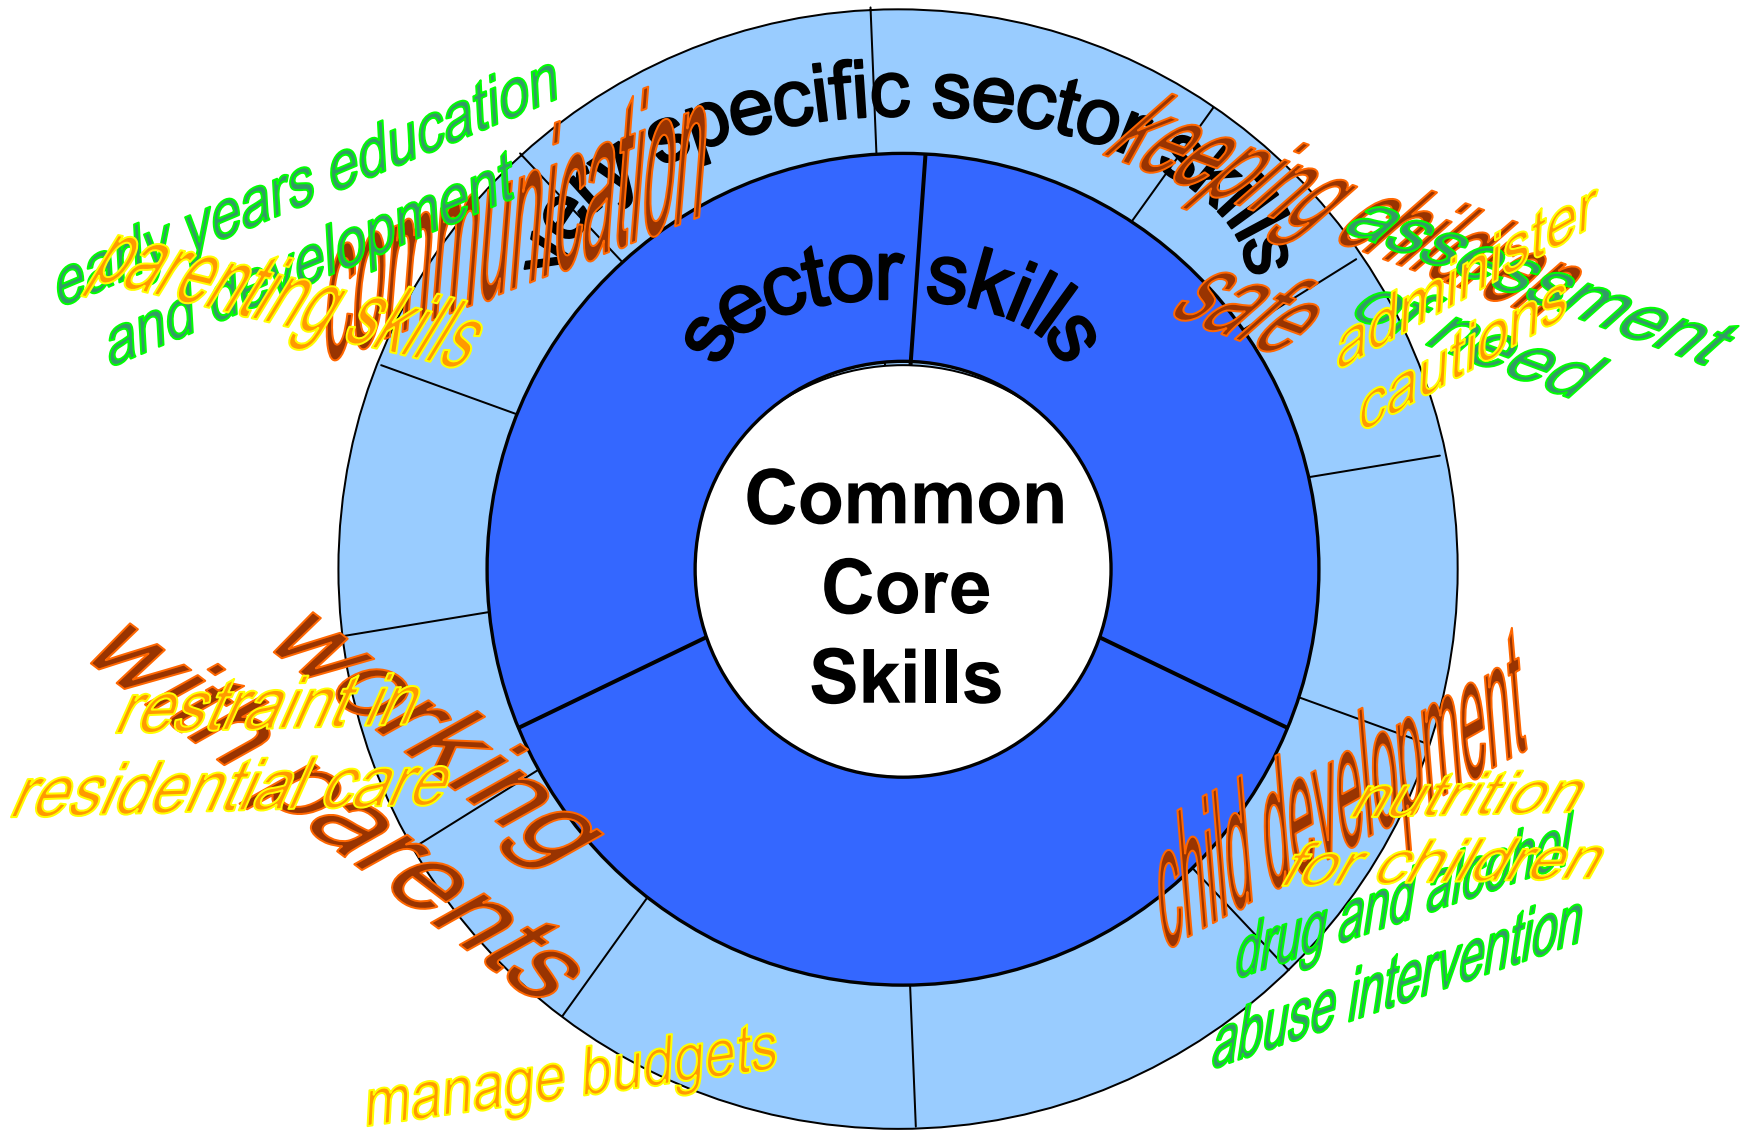 very specific sector skills
sector skills
Common
Core
Skills
early years education
and development
communication
parenting skills
keeping children
safe
assessment
of need
administer
cautions
working
with parents
restraint in
residential care
child development
nutrition
for children
drug and alcohol
abuse intervention
manage budgets